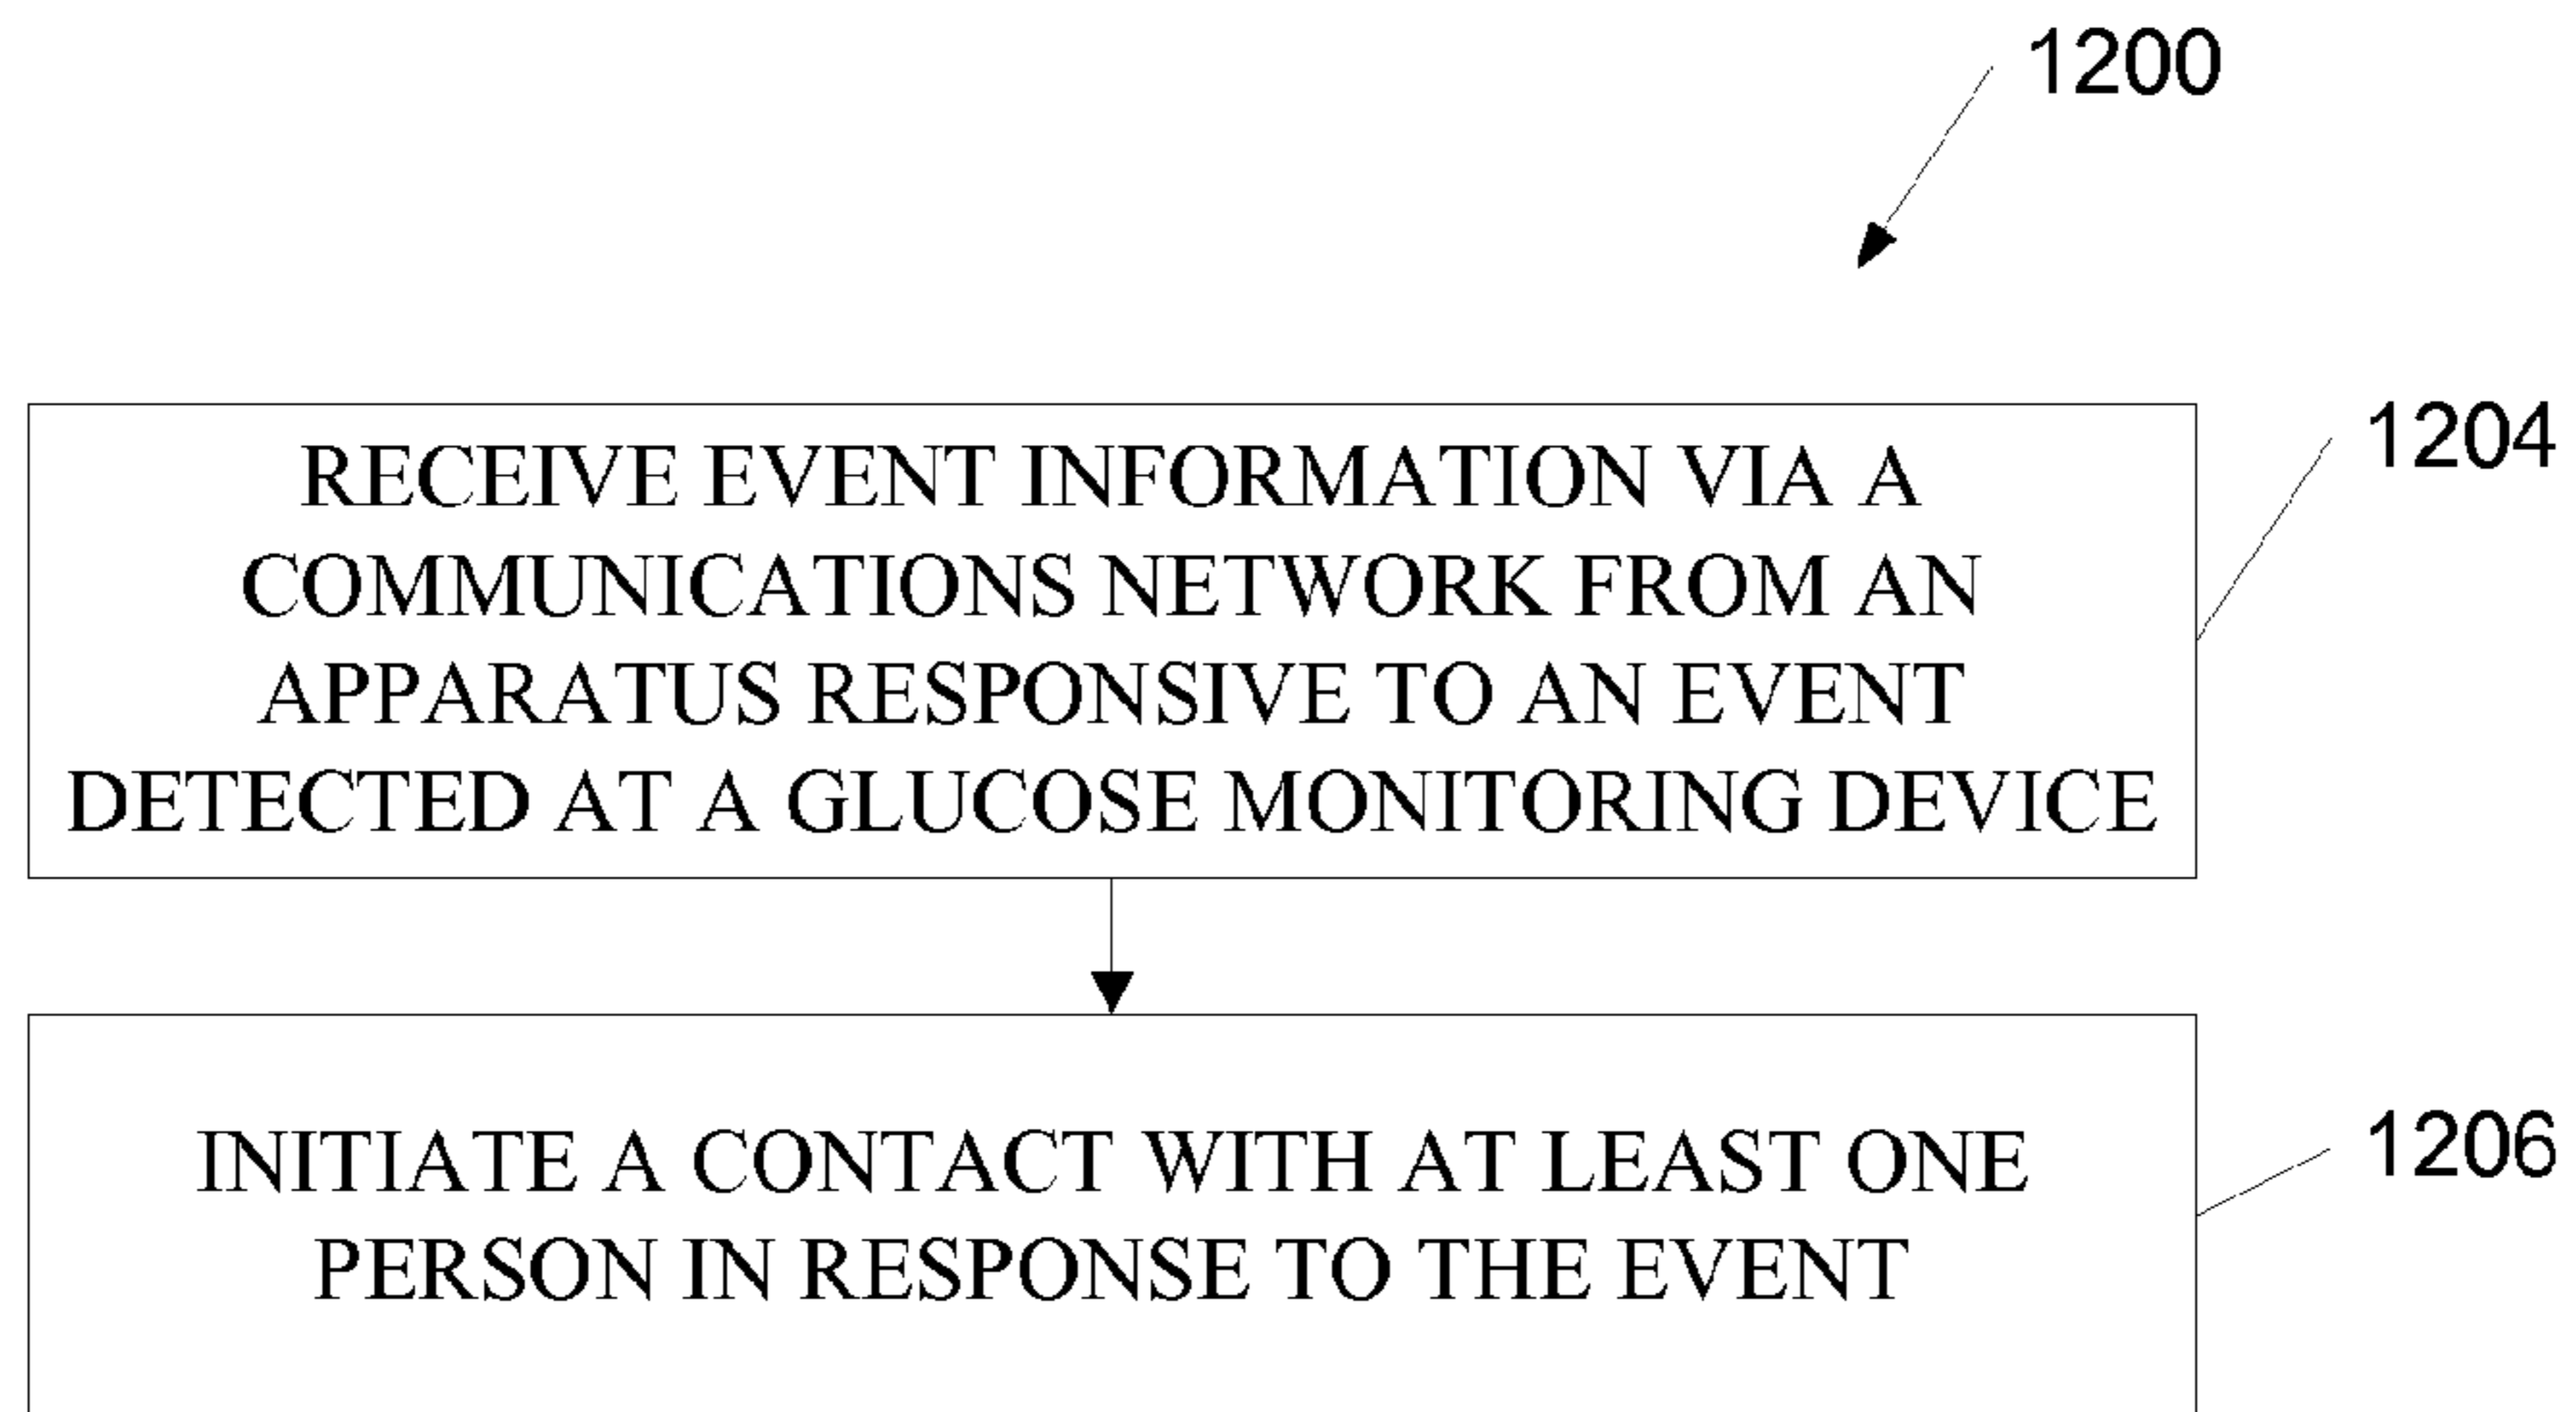 1200
RECEIVE EVENT INFORMATION VIA A
1204
COMMUNICATIONS NETWORK FROM AN
APPARATUS RESPONSIVE TO AN EVENT
DETECTED AT A GLUCOSE MONITORING DEVICE
INITIATE A CONTACT WITH AT LEAST ONE
1206
PERSON IN RESPONSE TO THE EVENT